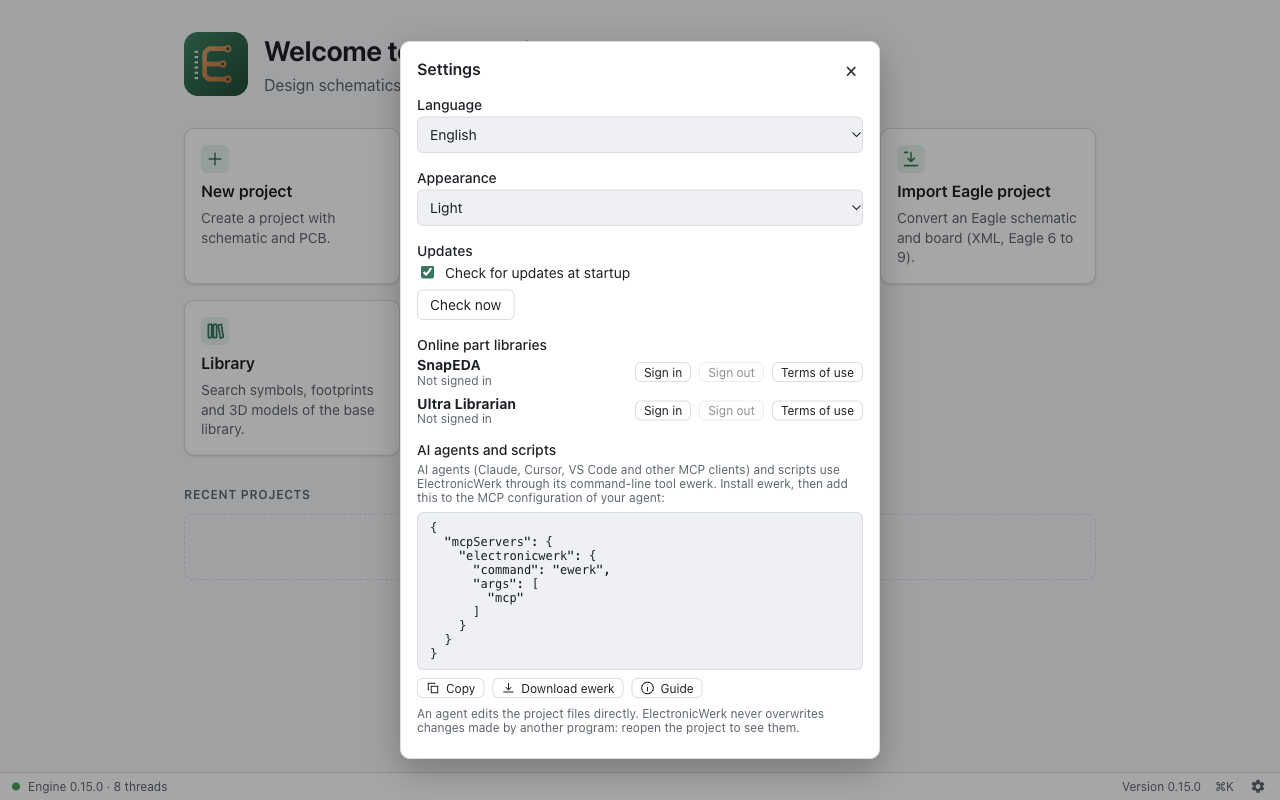 Welcome t
Design schematics
Settings
Language
English
Appearance
Light
Updates
Check for updates at startup
Check now
Online part libraries
SnapEDA
Not signed in
Sign in
Sign out
Terms of use
Ultra Librarian
Not signed in
Sign in
Sign out
Terms of use
AI agents and scripts
AI agents (Claude, Cursor, VS Code and other MCP clients) and scripts use
ElectronicWerk through its command-line tool ewerk. Install ewerk, then add
this to the MCP configuration of your agent:
{
"mcpServers": {
"electronicwerk": {
"command": "ewerk",
"args": [
"mcp"
]
}
}
}
Copy
Download ewerk
Guide
An agent edits the project files directly. ElectronicWerk never overwrites
changes made by another program: reopen the project to see them.
New project
Create a project with
schematic and PCB.
Import Eagle project
Convert an Eagle schematic
and board (XML, Eagle 6 to
9).
Library
Search symbols, footprints
and 3D models of the base
library.
RECENT PROJECTS
Engine 0.15.0 · 8 threads
Version 0.15.0
⌘K